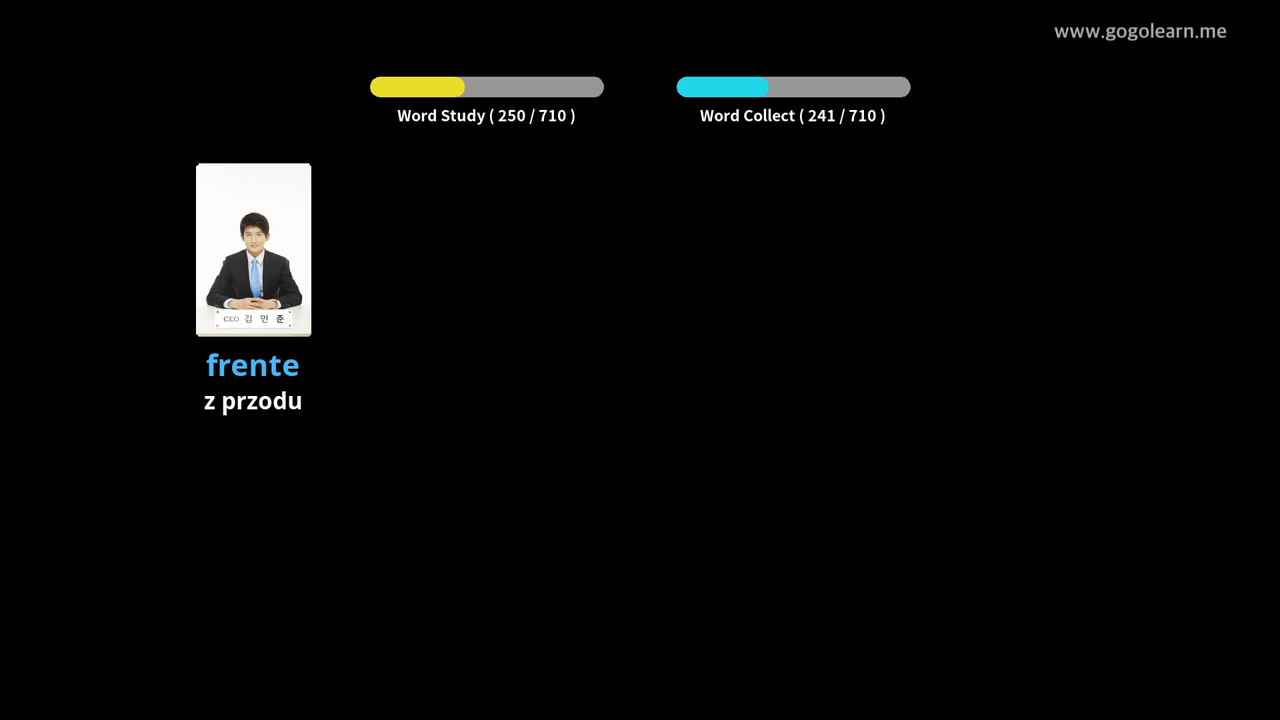 www.gogolearn.me
Word Study ( 250 / 710 )
Word Collect ( 241 / 710 )
CEO 김 민 준
frente
z przodu